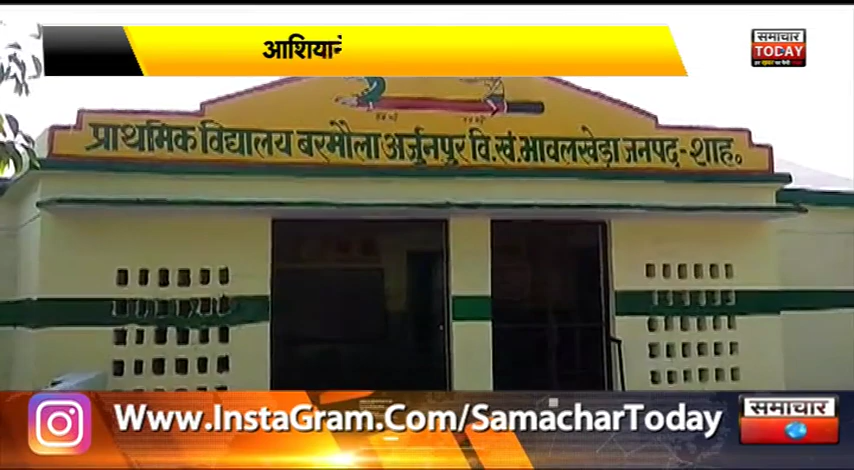 आशियाने
समाचार
TODAY
प्राथमिक विद्यालय बरमौला अर्जुनपुर वि.खं.भावलखेड़ा जनपद-शाह.
Www.InstaGram.Com/SamacharToday
समाचार